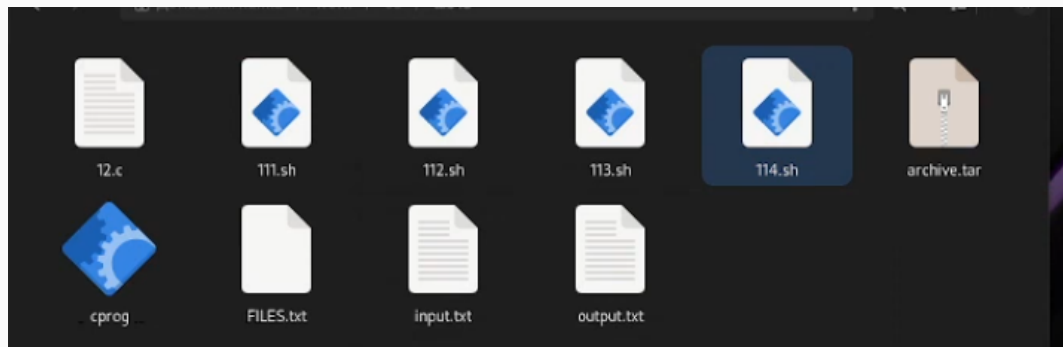 12.c
111.sh
112.sh
113.sh
114.sh
archive.tar
cprog
FILES.txt
input.txt
output.txt